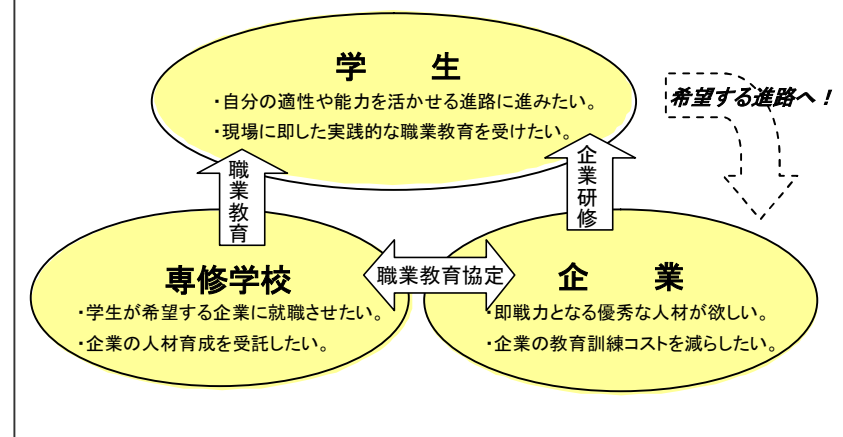 学　生
・自分の適性や能力を活かせる進路に進みたい。
・現場に即した実践的な職業教育を受けたい。
希望する進路へ！
職業教育
企業研修
専修学校
・学生が希望する企業に就職させたい。
・企業の人材育成を受託したい。
職業教育協定
企　業
・即戦力となる優秀な人材が欲しい。
・企業の教育訓練コストを減らしたい。